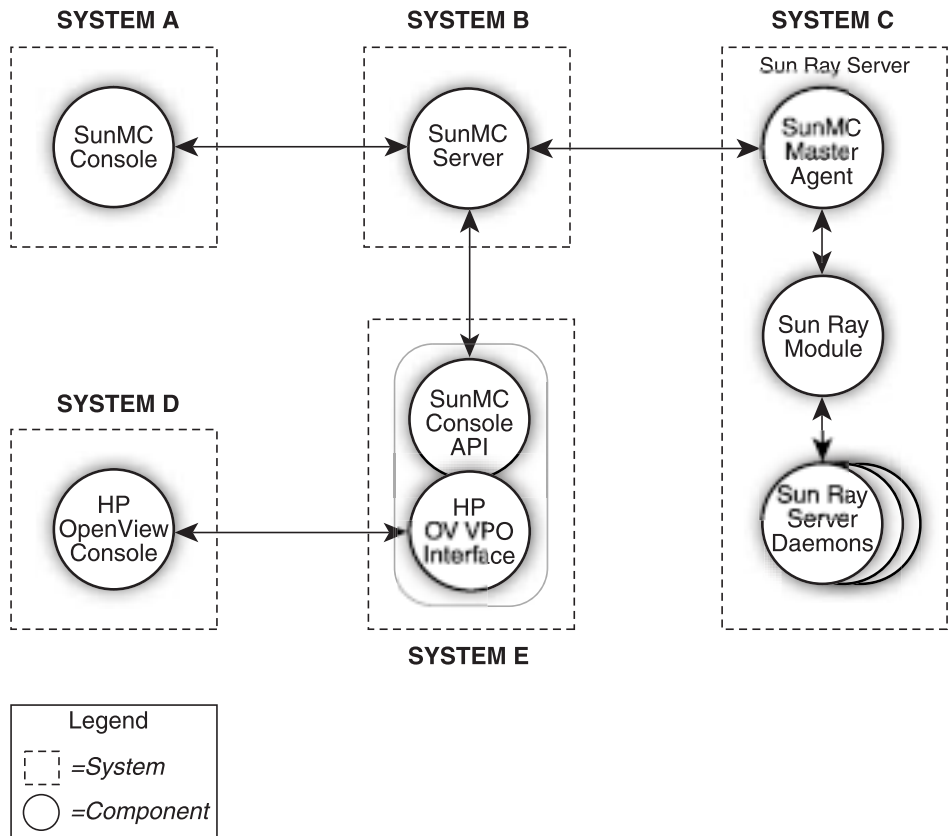 SYSTEM A
SYSTEM B
SYSTEM C
Sun Ray Server
SunMC
Console
SunMC
Server
SunMC
Master
Agent
Sun Ray
Module
SunMC
Console
API
SYSTEM D
HP
OpenView
Console
HP
OV VPO
Interface
Sun Ray
Server
Daemons
SYSTEM E
Legend
=System
=Component